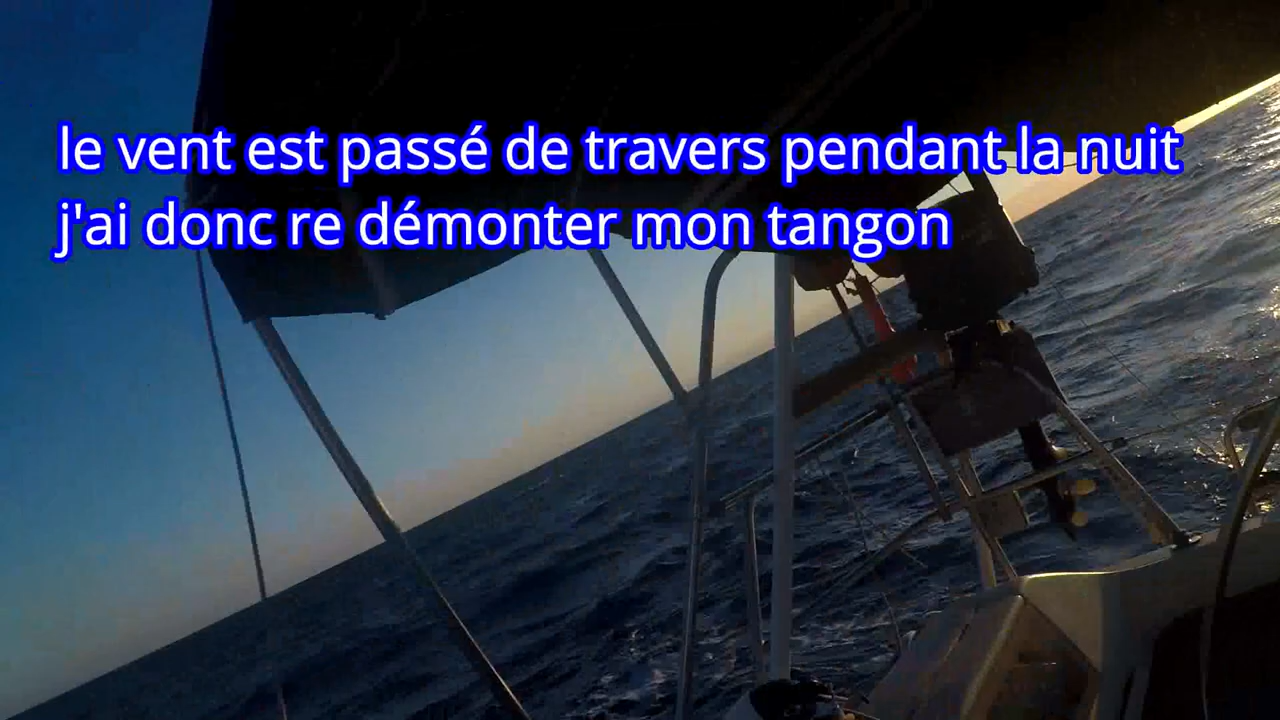 le vent est passé de travers pendant la nuit
j'ai donc re démonter mon tangon